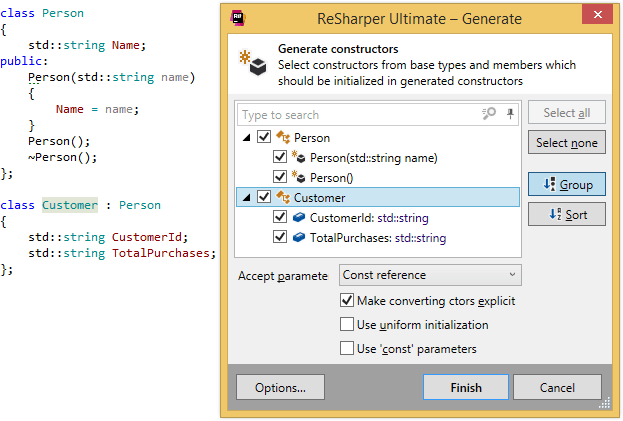 class Person
{
    std::string Name;
public:
    Person(std::string name)
    {
        Name = name;
    }
    Person();
    ~Person();
};
class Customer : Person
{
    std::string CustomerId;
    std::string TotalPurchases;
};
R#
ReSharper Ultimate – Generate
Generate constructors
Select constructors from base types and members which
should be initialized in generated constructors
Type to search
Person
Person(std::string name)
Person()
Customer
CustomerId: std::string
TotalPurchases: std::string
Select all
Select none
Group
Sort
Accept paramete
Const reference
Make converting ctors explicit
Use uniform initialization
Use 'const' parameters
Options...
Finish
Cancel